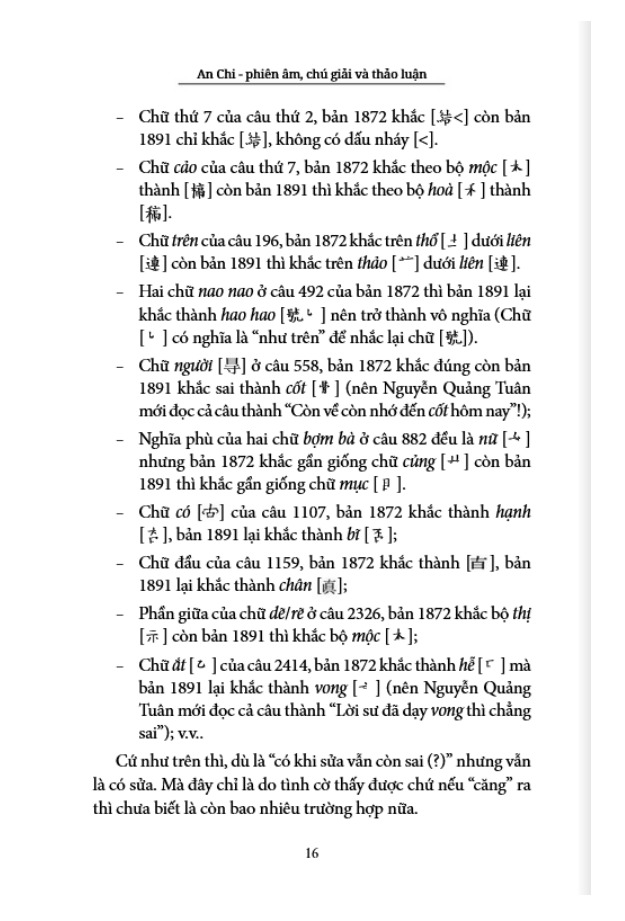 An Chi - phiên âm, chú giải và thảo luận
– Chữ thứ 7 của câu thứ 2, bản 1872 khắc [<] còn bản
1891 chỉ khắc [], không có dấu nháy [<].
– Chữ cảo của câu thứ 7, bản 1872 khắc theo bộ mộc [木]
thành [] còn bản 1891 thì khắc theo bộ hoà [禾] thành
[稿].
– Chữ trên của câu 196, bản 1872 khắc trên thổ [土] dưới liên
[連] còn bản 1891 thì khắc trên thảo [艹] dưới liên [連].
– Hai chữ nao nao ở câu 492 của bản 1872 thì bản 1891 lại
khắc thành hao hao [號] nên trở thành vô nghĩa (Chữ
[] có nghĩa là “như trên” để nhắc lại chữ [號]).
– Chữ người [㝵] ở câu 558, bản 1872 khắc đúng còn bản
1891 khắc sai thành cốt [骨] (nên Nguyễn Quảng Tuân
mới đọc cả câu thành “Còn về còn nhớ đến cốt hôm nay”!);
– Nghĩa phù của hai chữ bợm bà ở câu 882 đều là nữ [女]
nhưng bản 1872 khắc gần giống chữ củng [] còn bản
1891 thì khắc gần giống chữ mục [目].
– Chữ có [] của câu 1107, bản 1872 khắc thành hạnh
[], bản 1891 lại khắc thành bĩ [];
– Chữ đầu của câu 1159, bản 1872 khắc thành [], bản
1891 lại khắc thành chân [真];
– Phần giữa của chữ dẽ/rẽ ở câu 2326, bản 1872 khắc bộ thị
[示] còn bản 1891 thì khắc bộ mộc [木];
– Chữ ắt [] của câu 2414, bản 1872 khắc thành hễ [] mà
bản 1891 lại khắc thành vong [] (nên Nguyễn Quảng
Tuân mới đọc cả câu thành “Lời sư đã dạy vong thì chẳng
sai”); v.v..
Cứ như trên thì, dù là “có khi sửa vẫn còn sai (?)” nhưng vẫn
là có sửa. Mà đây chỉ là do tình cờ thấy được chứ nếu “căng” ra
thì chưa biết là còn bao nhiêu trường hợp nữa.
16